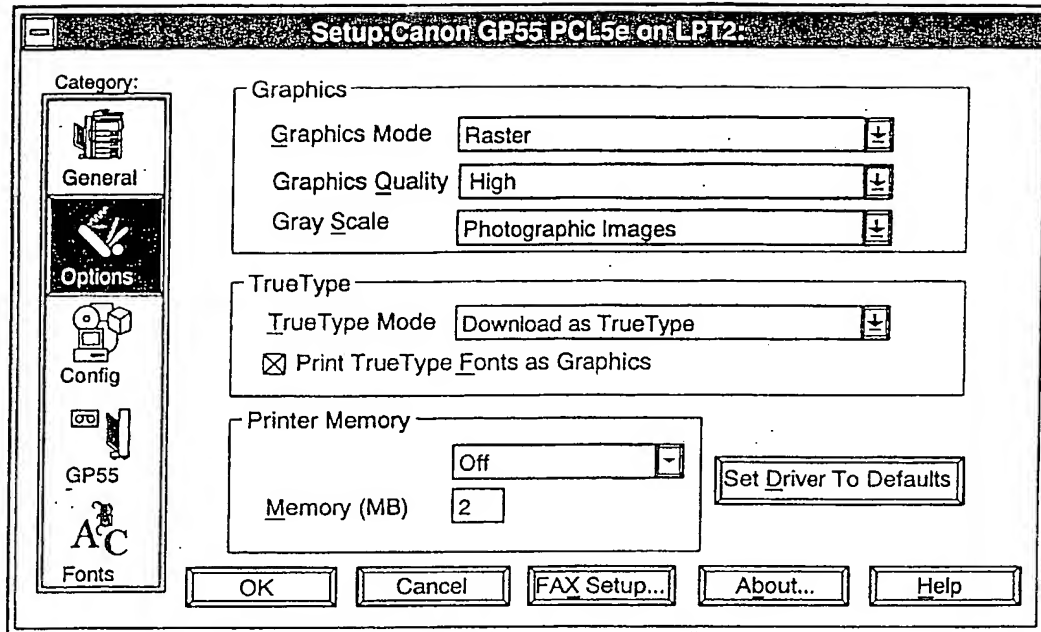 Setup:Canon GP55 PCL5e on LPT2:
Category:
General
Options
Config
GP55
AC
Fonts
Graphics
Graphics Mode Raster
Graphics Quality High
Gray Scale Photographic Images
TrueType
TrueType Mode Download as TrueType
Print TrueType Fonts as Graphics
Printer Memory
Off
Memory (MB) 2
Set Driver To Defaults
OK Cancel FAX Setup... About... Help